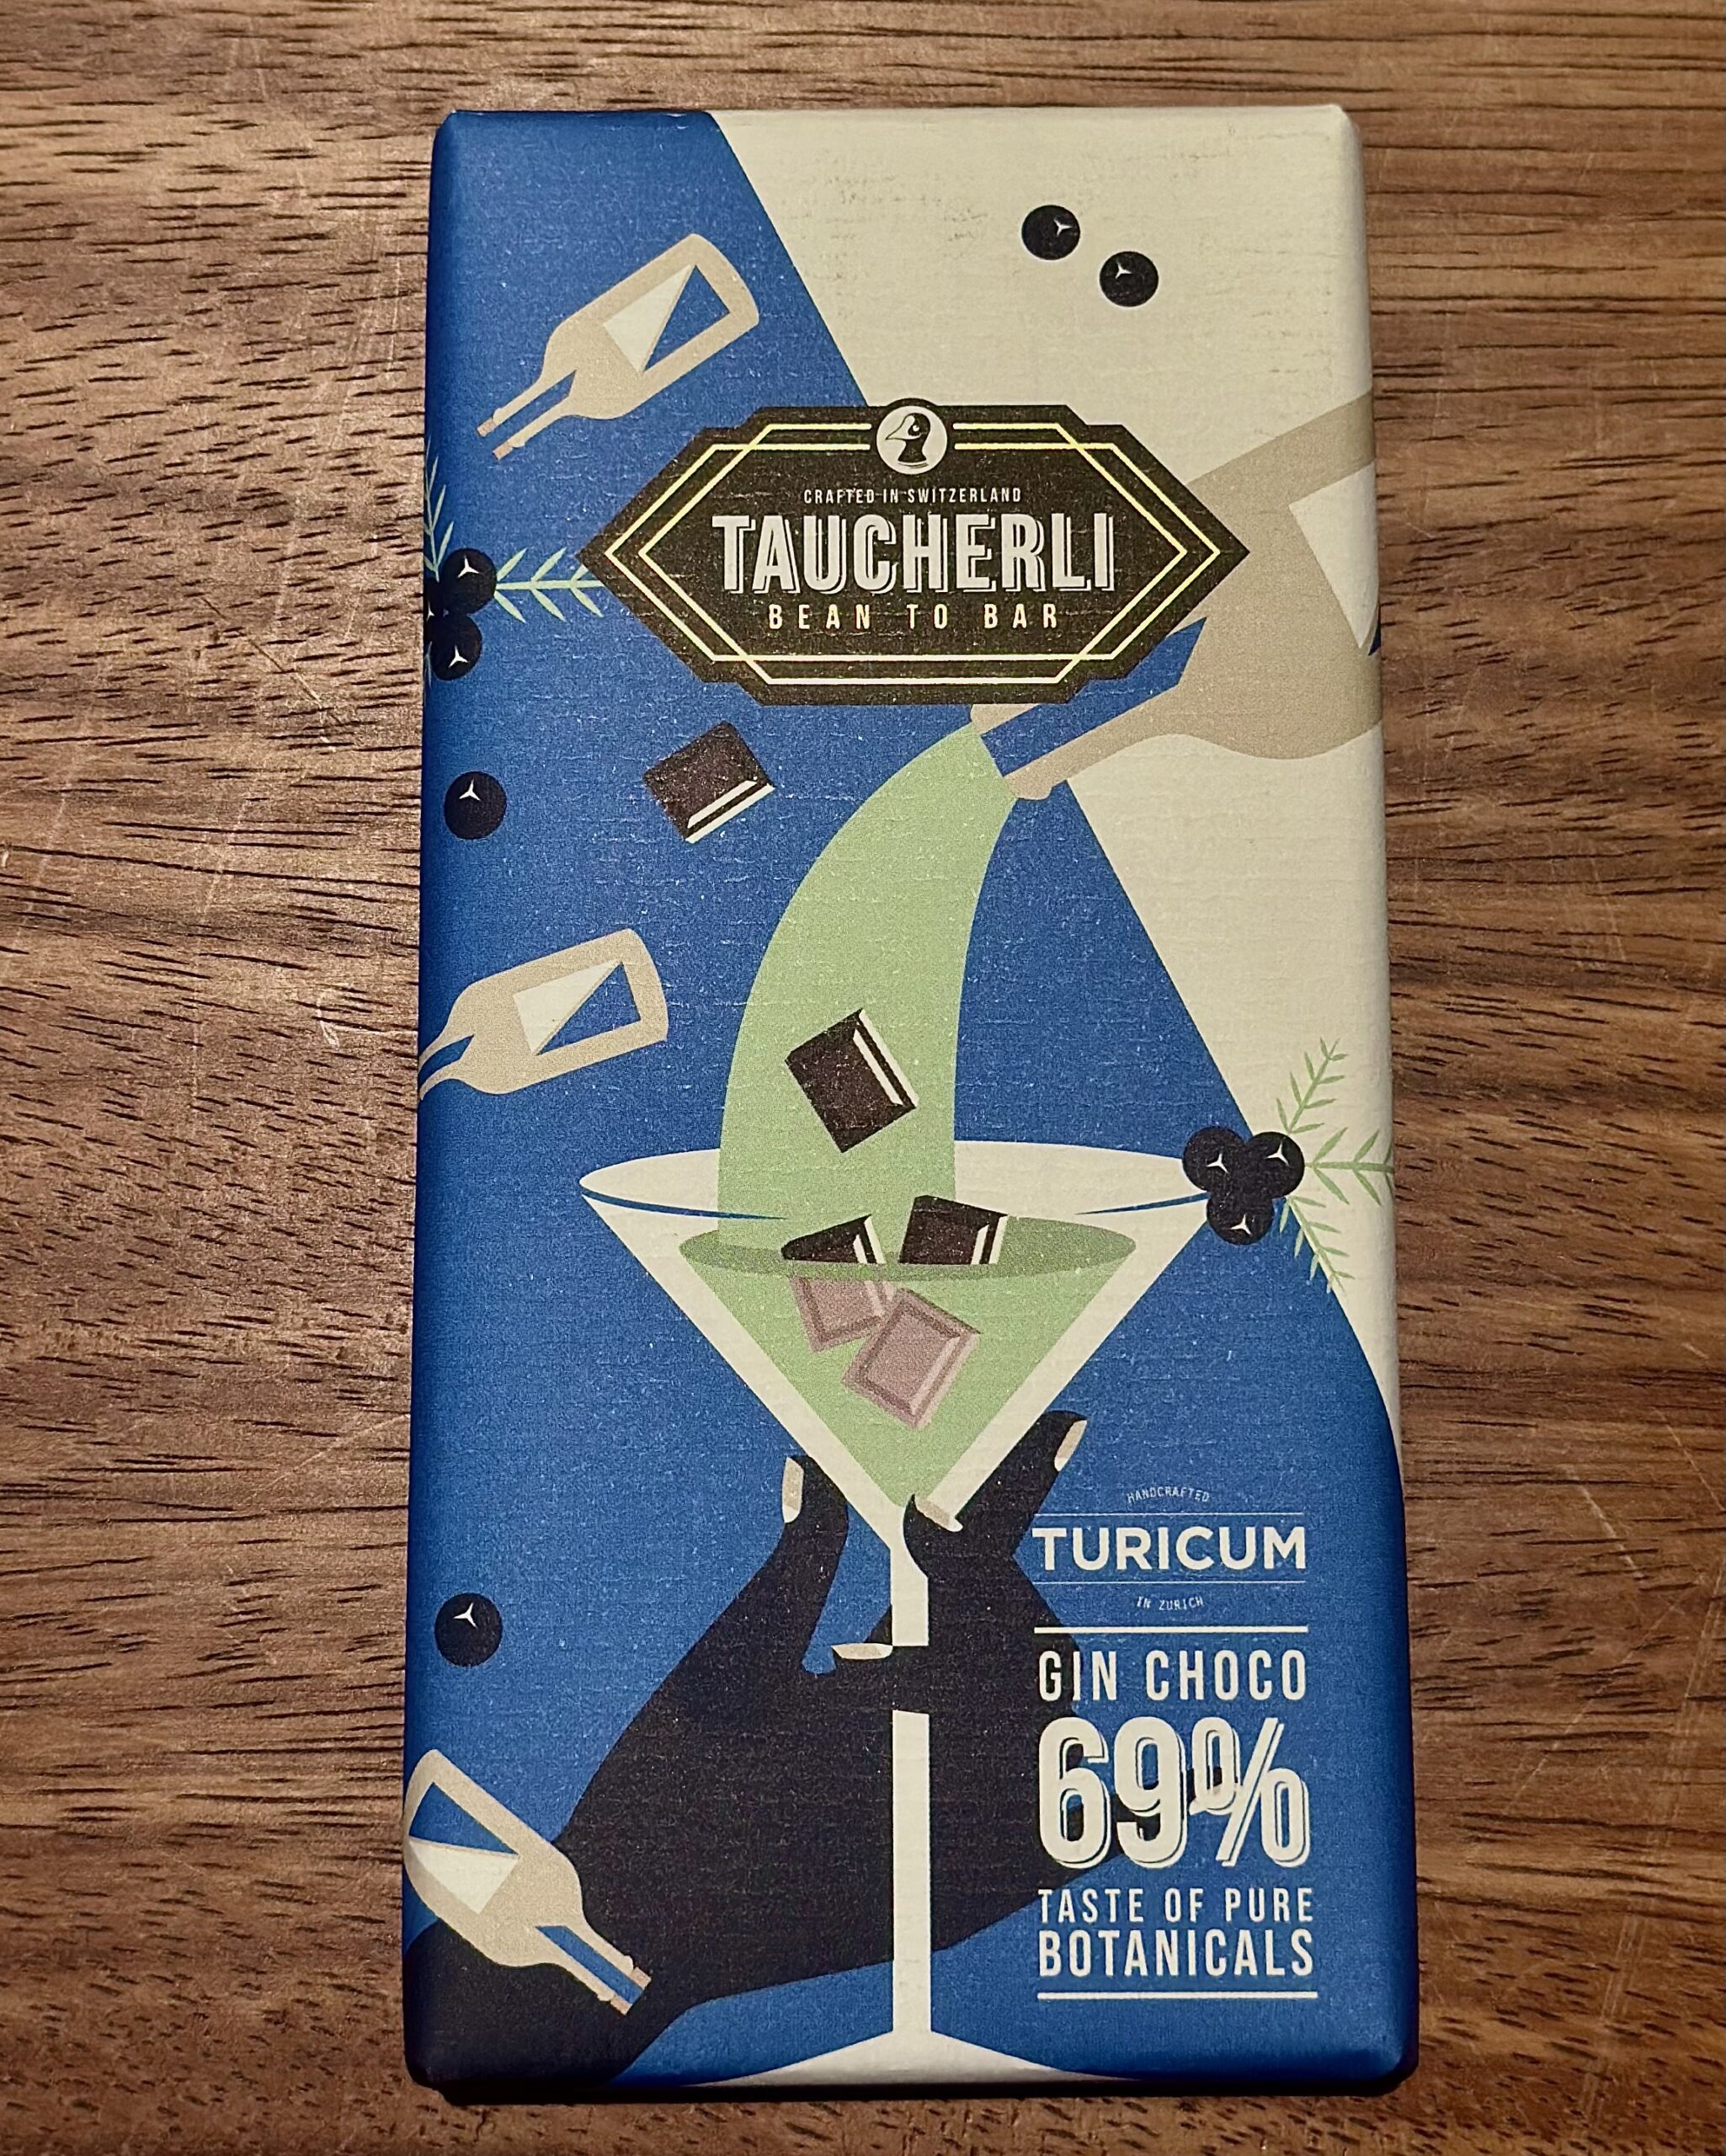 CRAFTED IN SWITZERLAND
TAUCHERLI
BEAN TO BAR
HANDCRAFTED
TURICUM
IN ZURICH
GIN CHOCO
69%
TASTE OF PURE
BOTANICALS